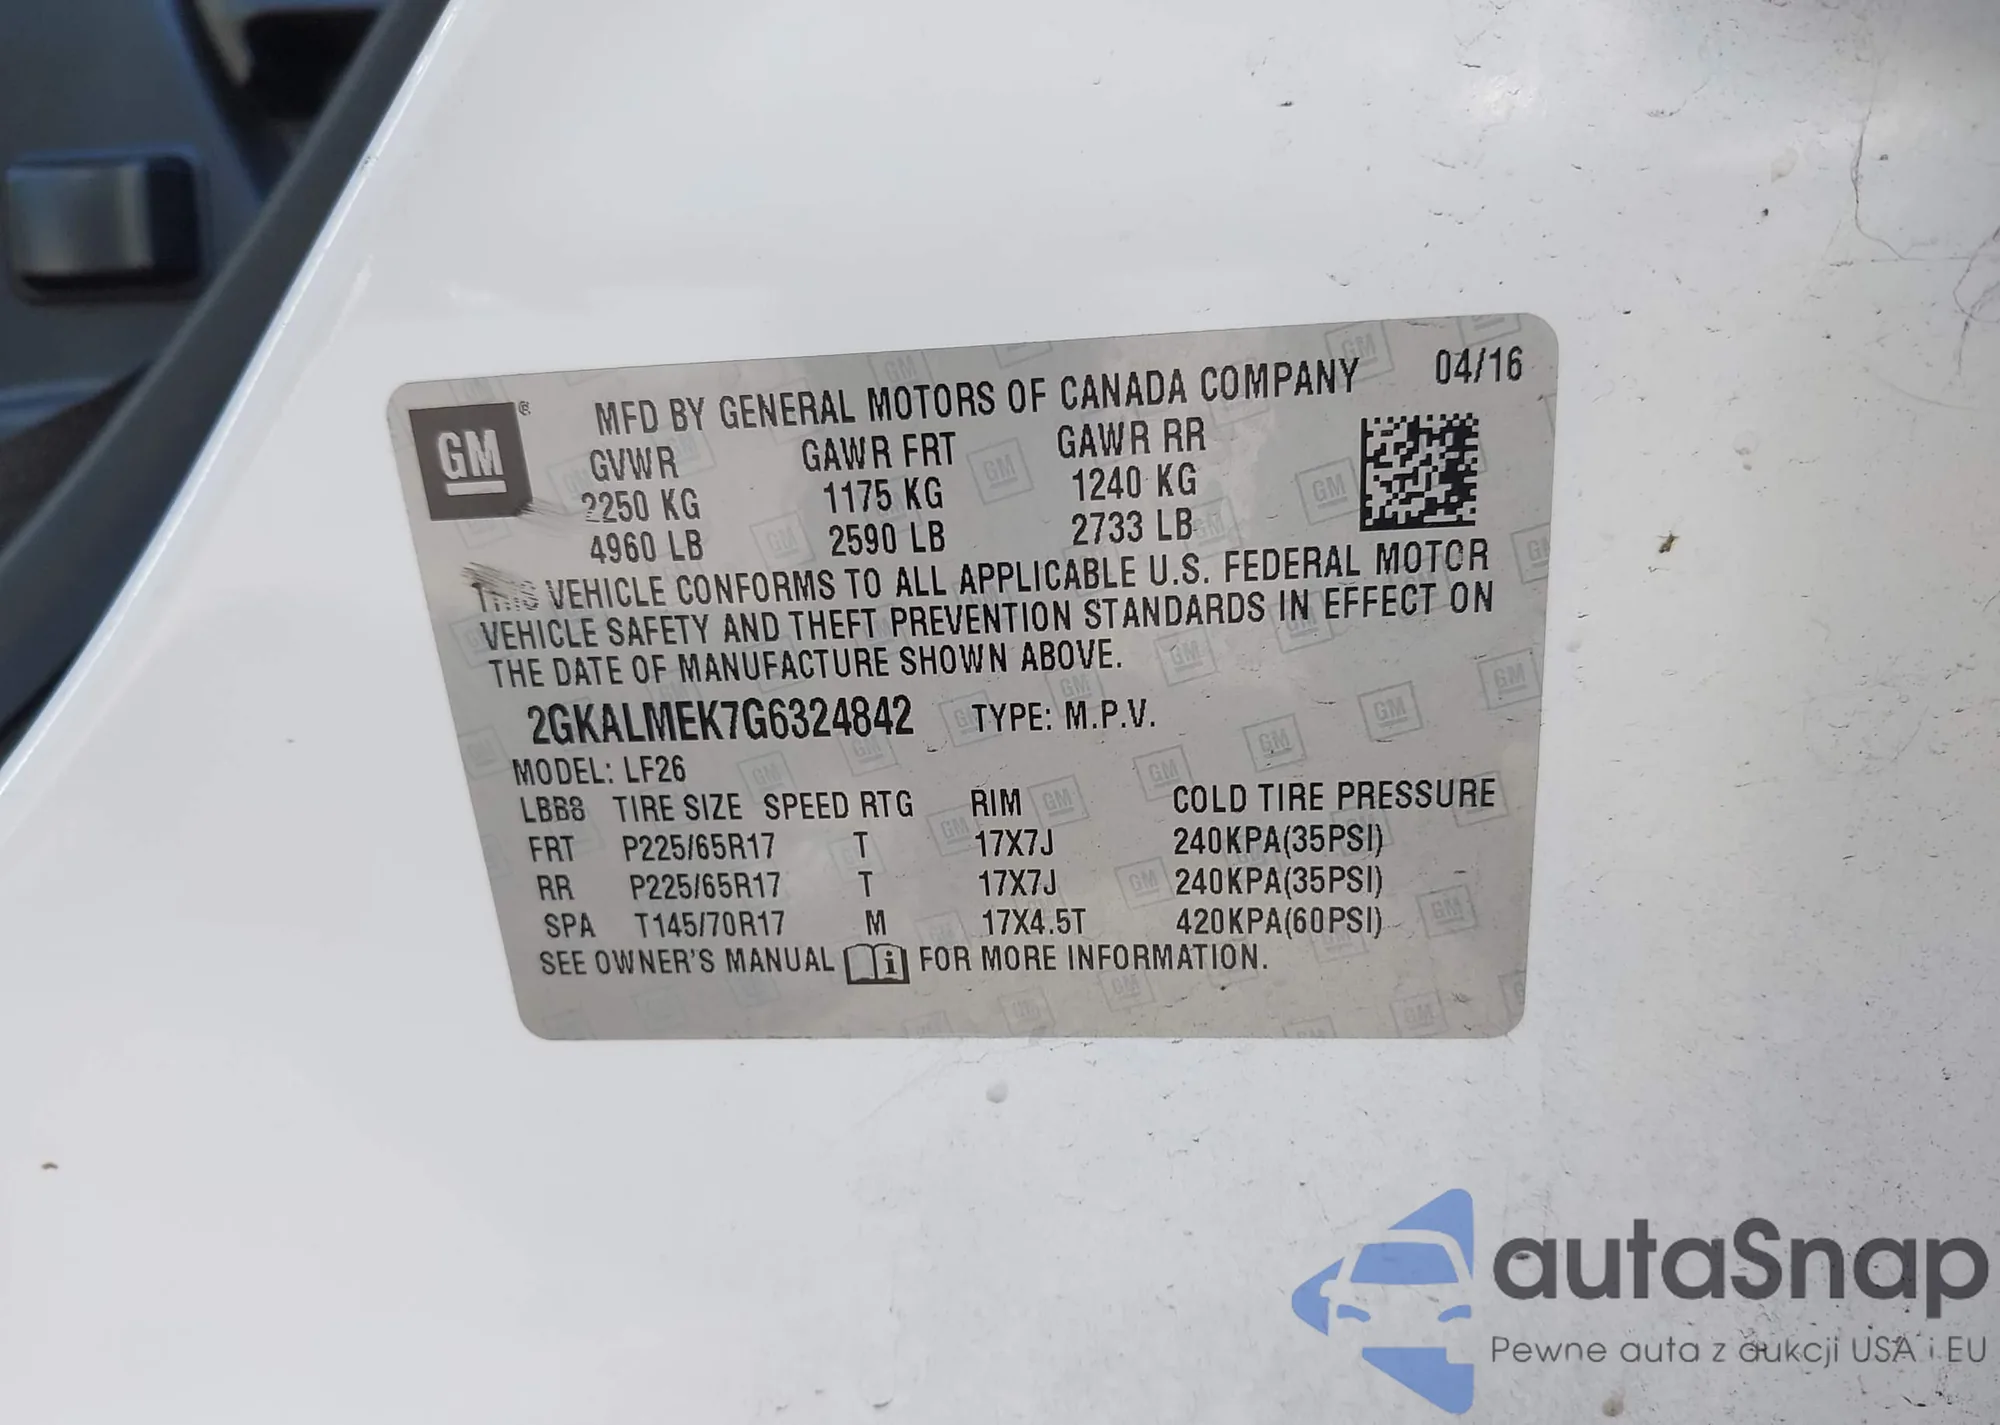 GM ®
MFD BY GENERAL MOTORS OF CANADA COMPANY 04/16
GVWR GAWR FRT GAWR RR
2250 KG 1175 KG 1240 KG
4960 LB 2590 LB 2733 LB
THIS VEHICLE CONFORMS TO ALL APPLICABLE U.S. FEDERAL MOTOR
VEHICLE SAFETY AND THEFT PREVENTION STANDARDS IN EFFECT ON
THE DATE OF MANUFACTURE SHOWN ABOVE.
2GKALMEK7G6324842 TYPE: M.P.V.
MODEL: LF26
LBB8 TIRE SIZE SPEED RTG RIM COLD TIRE PRESSURE
FRT P225/65R17 T 17X7J 240KPA(35PSI)
RR P225/65R17 T 17X7J 240KPA(35PSI)
SPA T145/70R17 M 17X4.5T 420KPA(60PSI)
SEE OWNER'S MANUAL i FOR MORE INFORMATION.
autaSnap
Pewne auta z aukcji USA i EU